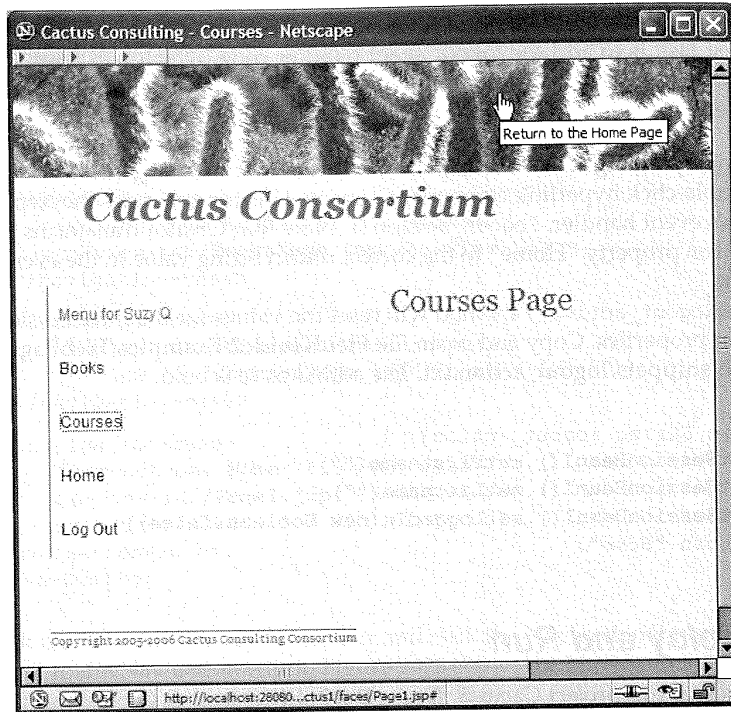 Cactus Consulting - Courses - Netscape
Return to the Home Page
Cactus Consortium
Menu for Suzy Q
Courses Page
Books
Courses
Home
Log Out
Copyright 2005-2006 Cactus Consulting Consortium
http://localhost:28080...ctus1/faces/Page1.jsp#